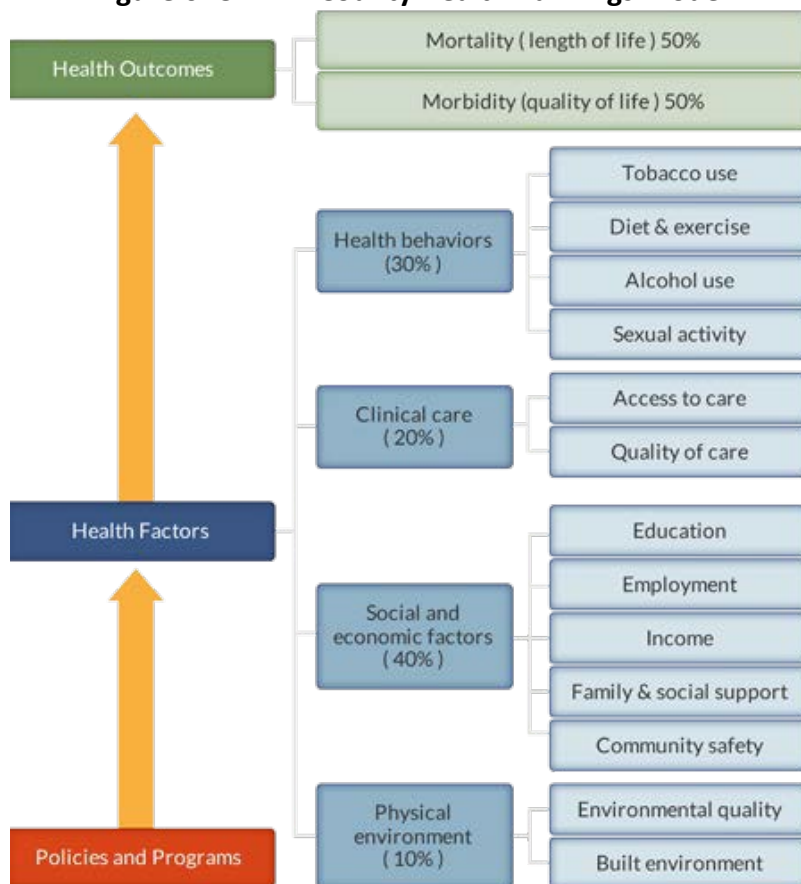 Health Outcomes
Mortality ( length of life ) 50%
Morbidity (quality of life ) 50%
Health Factors
Policies and Programs
Health behaviors
(30% )
Tobacco use
Diet & exercise
Alcohol use
Sexual activity
Clinical care
( 20% )
Access to care
Quality of care
Social and
economic factors
( 40% )
Education
Employment
Income
Family & social support
Community safety
Physical
environment
( 10% )
Environmental quality
Built environment